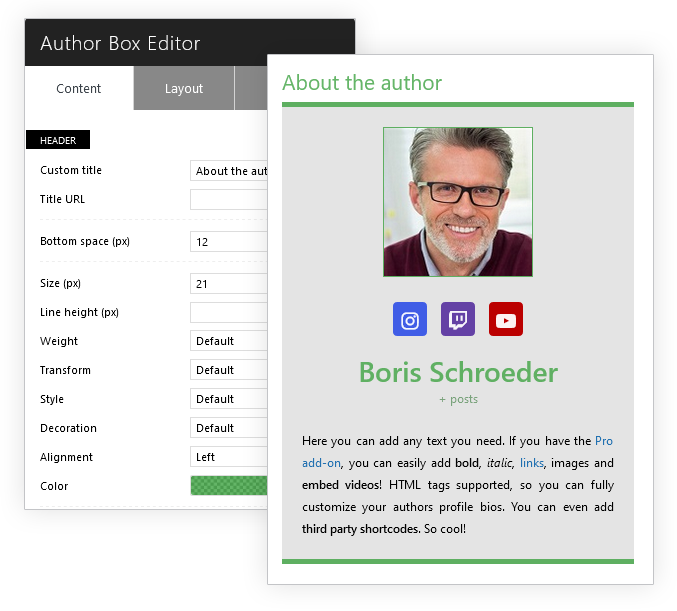 Author Box Editor
Content
Layout
HEADER
Custom title
About the aut
Title URL
Bottom space (px)
12
Size (px)
21
Line height (px)
Weight
Default
Transform
Default
Style
Default
Decoration
Default
Alignment
Left
Color
About the author
Boris Schroeder
+ posts
Here you can add any text you need. If you have the Pro
add-on, you can easily add bold, italic, links, images and
embed videos! HTML tags supported, so you can fully
customize your authors profile bios. You can even add
third party shortcodes. So cool!